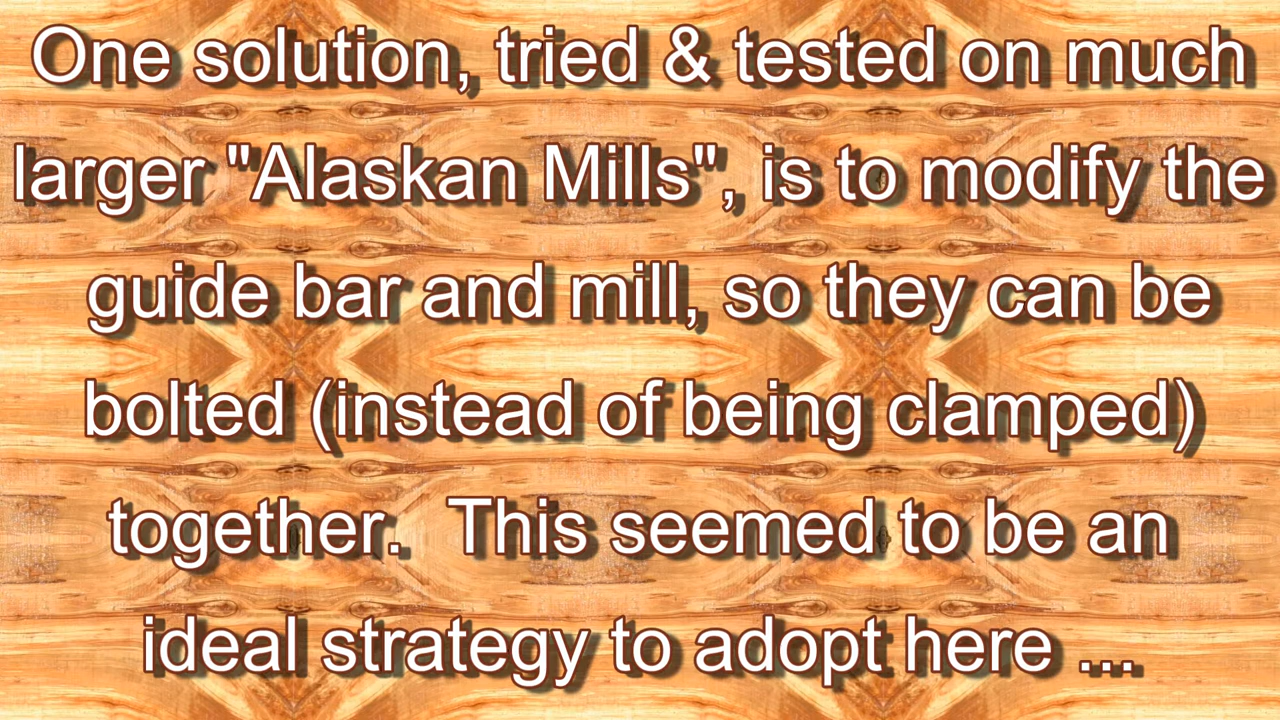 One solution, tried & tested on much
larger "Alaskan Mills", is to modify the
guide bar and mill, so they can be
bolted (instead of being clamped)
together.  This seemed to be an
ideal strategy to adopt here ...